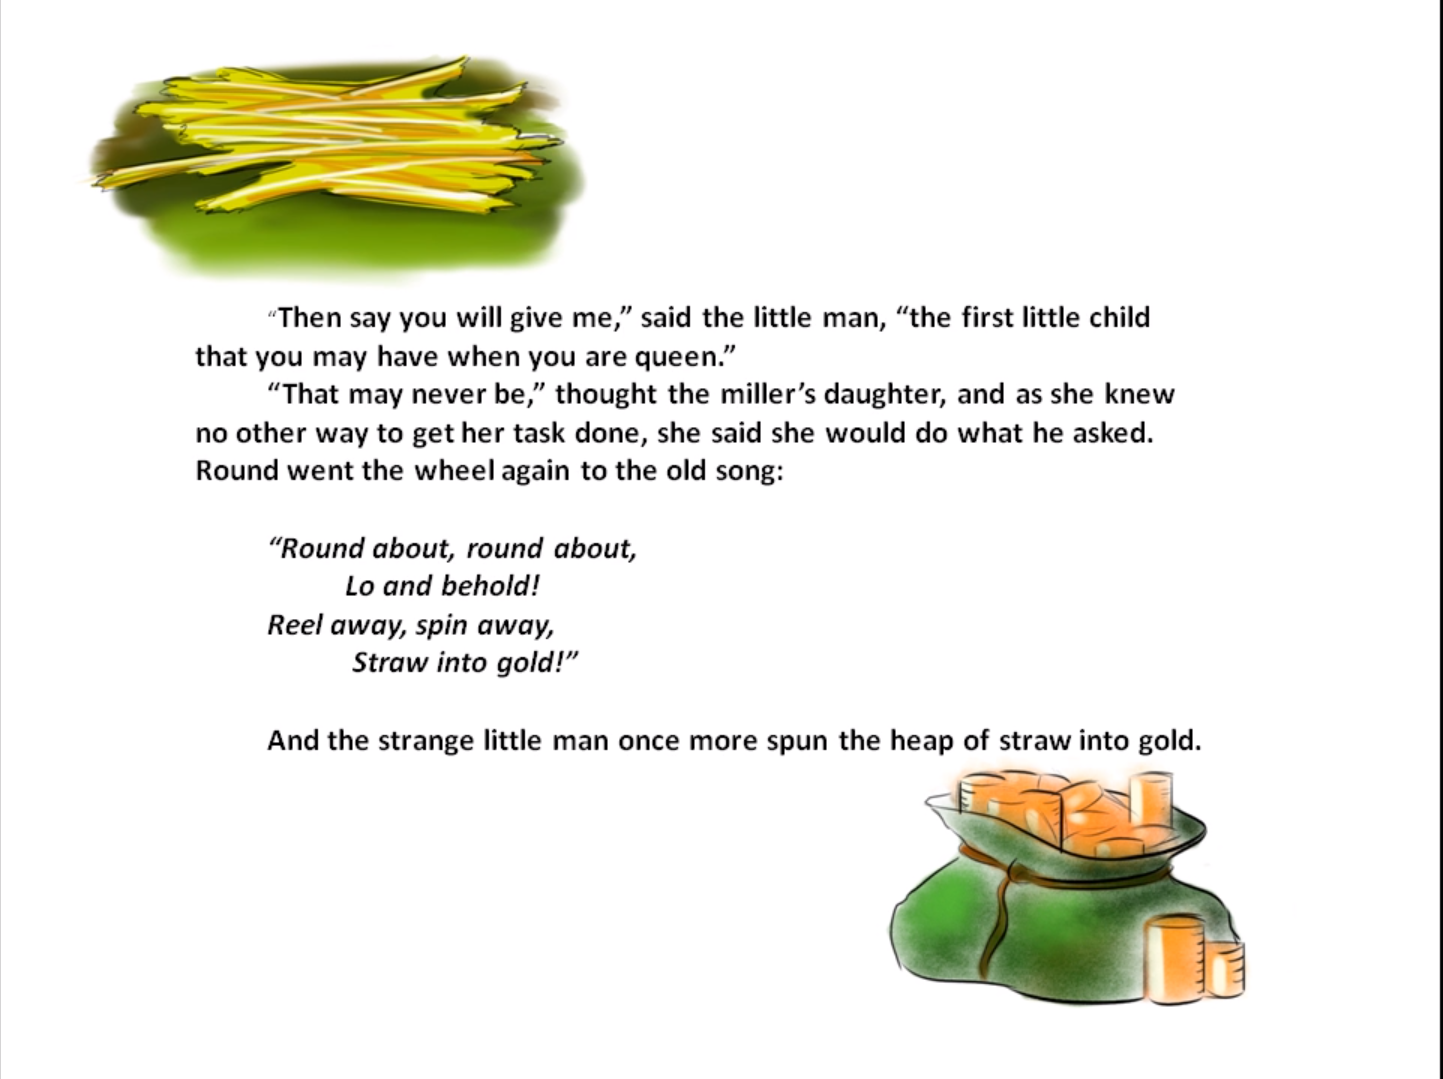 “Then say you will give me,” said the little man, “the first little child
that you may have when you are queen.”
“That may never be,” thought the miller’s daughter, and as she knew
no other way to get her task done, she said she would do what he asked.
Round went the wheel again to the old song:
“Round about, round about,
Lo and behold!
Reel away, spin away,
Straw into gold!”
And the strange little man once more spun the heap of straw into gold.